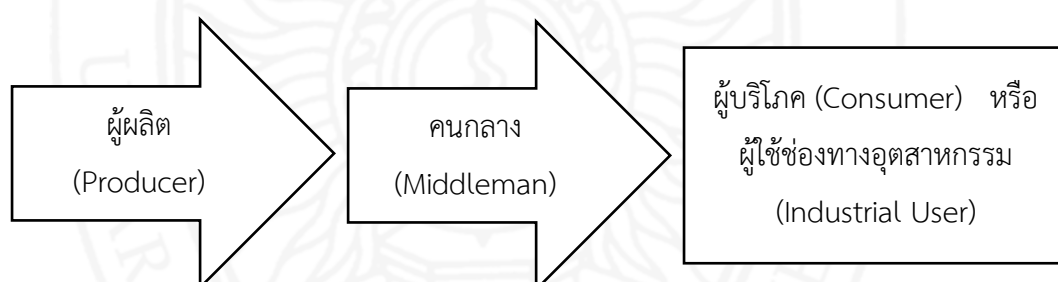 ผู้ผลิต
(Producer)
คนกลาง
(Middleman)
ผู้บริโภค (Consumer) หรือ
ผู้ใช้ช่องทางอุตสาหกรรม
(Industrial User)